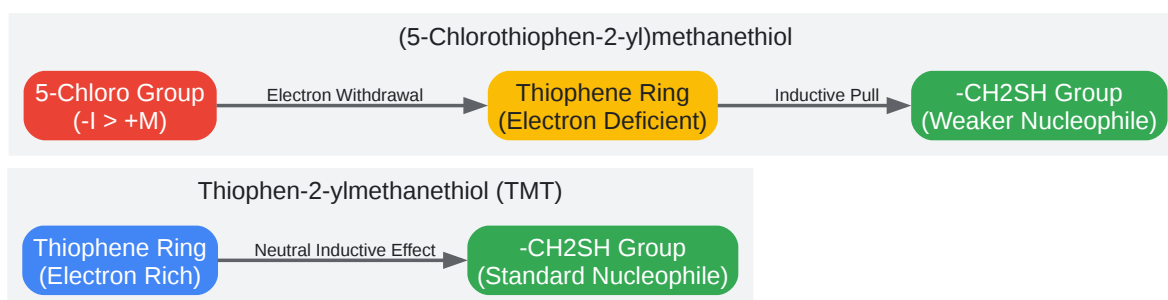 (5-Chlorothiophen-2-yl)methanethiol
5-Chloro Group
(-I > +M)
Electron Withdrawal
Thiophene Ring
(Electron Deficient)
Inductive Pull
-CH2SH Group
(Weaker Nucleophile)
Thiophen-2-ylmethanethiol (TMT)
Thiophene Ring
(Electron Rich)
Neutral Inductive Effect
-CH2SH Group
(Standard Nucleophile)